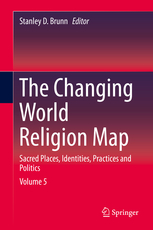 Stanley D. Brunn Editor
The Changing
World
Religion Map
Sacred Places, Identities, Practices and
Politics
Volume 5
Springer